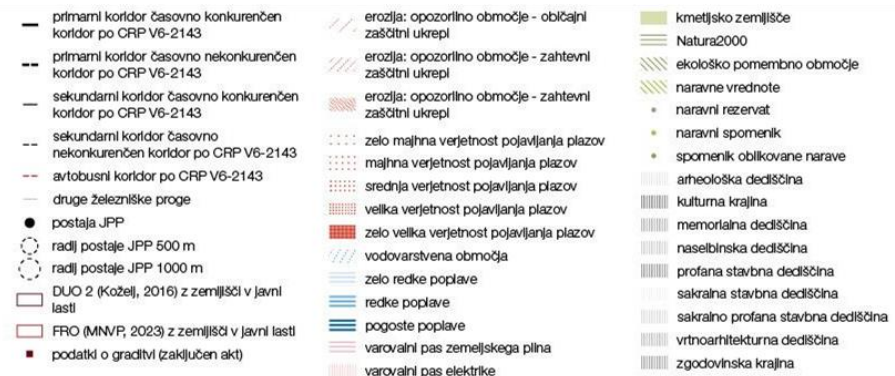 primarni koridor časovno konkurenčen
koridor po CRP V6-2143
primarni koridor časovno nekonkurenčen
koridor po CRP V6-2143
sekundarni koridor časovno konkurenčen
koridor po CRP V6-2143
sekundarni koridor časovno
nekonkurenčen koridor po CRP V6-2143
avtobusni koridor po CRP V6-2143
druge železniške proge
postaja JPP
radij postaje JPP 500 m
radij postaje JPP 1000 m
DUO 2 (Koželj, 2016) z zemljišči v javni
lasti
FRO (MNVP, 2023) z zemljišči v javni lasti
podatki o graditvi (zaključen akt)
erozija: opozorilno območje - običajni
zaščitni ukrepi
erozija: opozorilno območje - zahtevni
zaščitni ukrepi
erozija: opozorilno območje - zahtevni
zaščitni ukrepi
zelo majhna verjetnost pojavljanja plazov
majhna verjetnost pojavljanja plazov
srednja verjetnost pojavljanja plazov
velika verjetnost pojavljanja plazov
zelo velika verjetnost pojavljanja plazov
vodovarstvena območja
zelo redke poplave
redke poplave
pogoste poplave
varovalni pas zemeljskega plina
varovalni pas elektrike
kmetijsko zemljišče
Natura2000
ekološko pomembno območje
naravne vrednote
naravni rezervat
naravni spomenik
spomenik oblikovane narave
arheološka dediščina
kulturna krajina
memorialna dediščina
naselbinska dediščina
profana stavbna dediščina
sakralna stavbna dediščina
sakralno profana stavbna dediščina
vrtnoarhitekturna dediščina
zgodovinska krajina